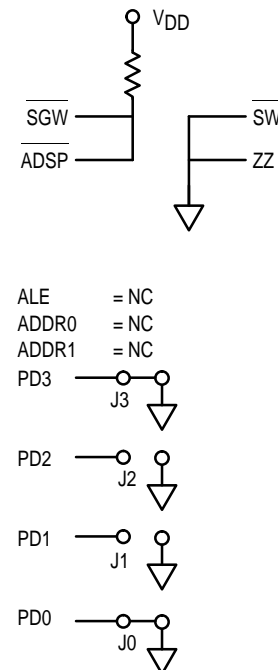 VDD
SGW
SW
ADSP
ZZ
ALE = NC
ADDR0 = NC
ADDR1 = NC
PD3
J3
PD2
J2
PD1
J1
PD0
J0